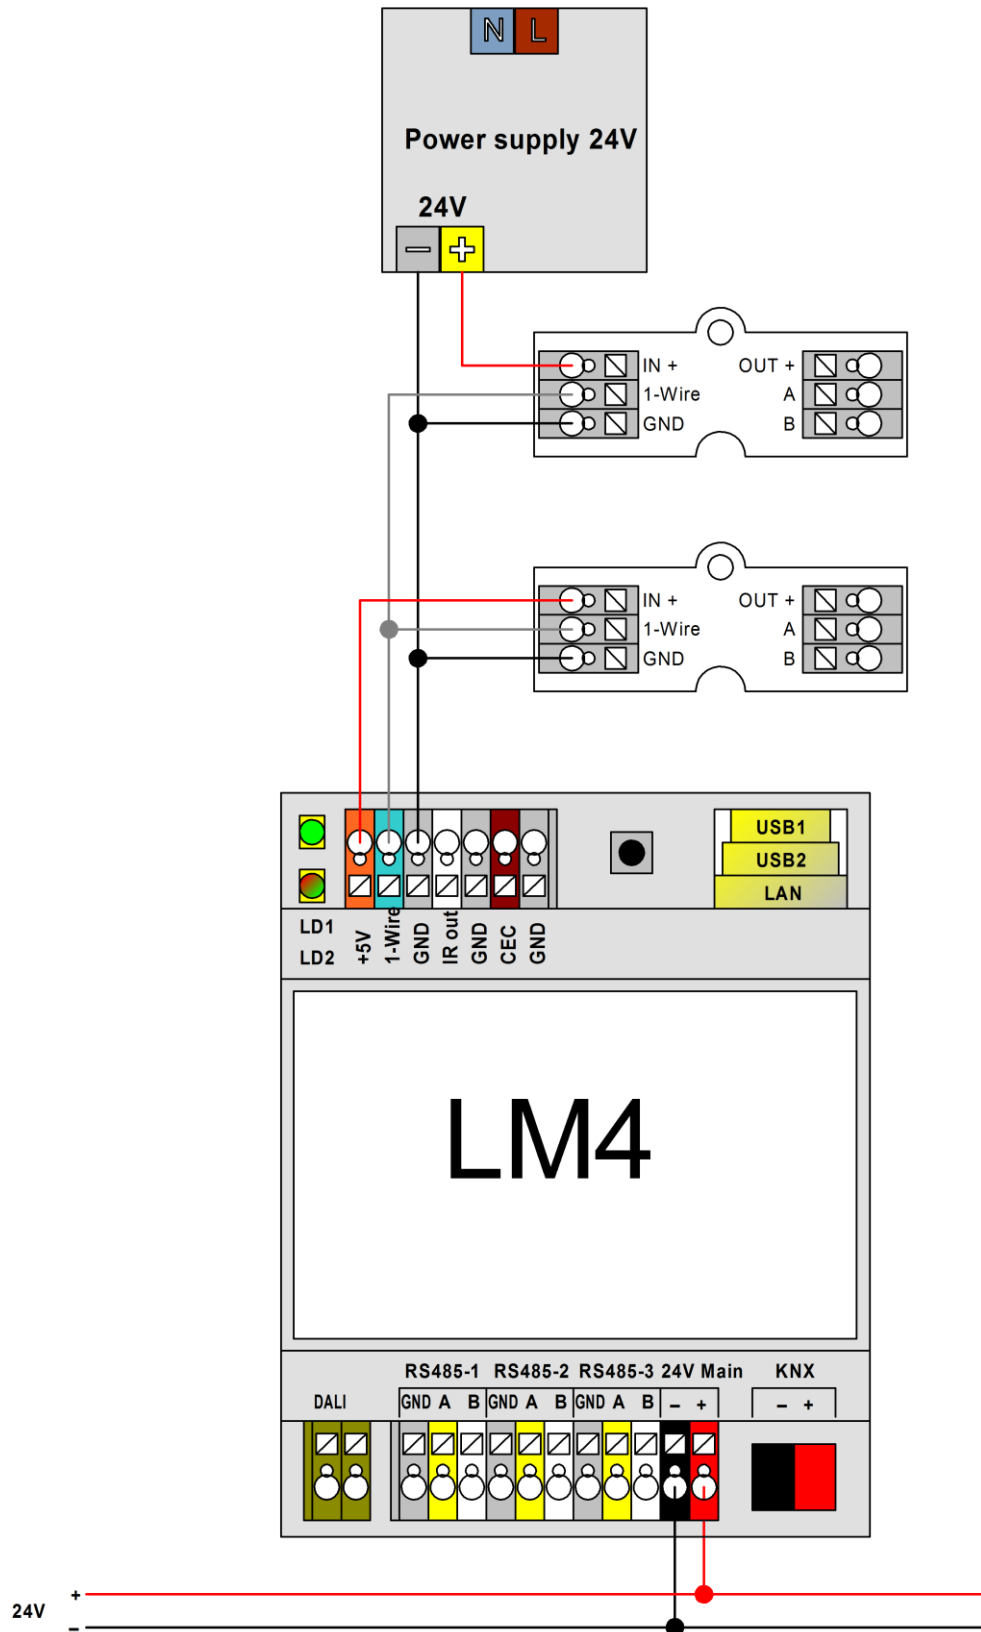 N L
Power supply 24V
24V
− +
IN + OUT +
1-Wire A
GND B
IN + OUT +
1-Wire A
GND B
USB1
USB2
LAN
LD1
LD2
+5V 1-Wire GND IR out GND CEC GND
LM4
RS485-1 RS485-2 RS485-3 24V Main KNX
DALI GND A B GND A B GND A B − + − +
+
24V
−